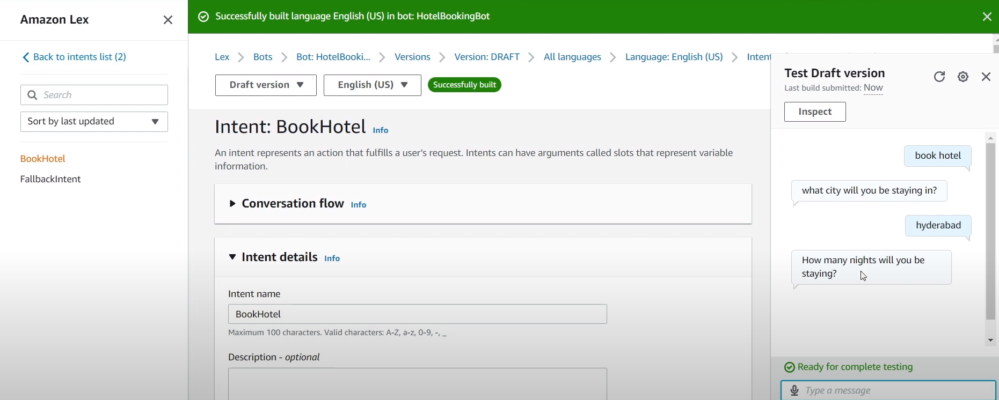 Amazon Lex
Back to intents list (2)
Search
Sort by last updated
BookHotel
FallbackIntent
Successfully built language English (US) in bot: HotelBookingBot
Lex Bots Bot: HotelBooki... Versions Version: DRAFT All languages Language: English (US) Intent
Draft version English (US) Successfully built
Intent: BookHotel Info
An intent represents an action that fulfills a user's request. Intents can have arguments called slots that represent variable
information.
Conversation flow Info
Intent details Info
Intent name
BookHotel
Maximum 100 characters. Valid characters: A-Z, a-z, 0-9, -, _
Description - optional
Test Draft version
Last build submitted: Now
Inspect
book hotel
what city will you be staying in?
hyderabad
How many nights will you be
staying?
Ready for complete testing
Type a message